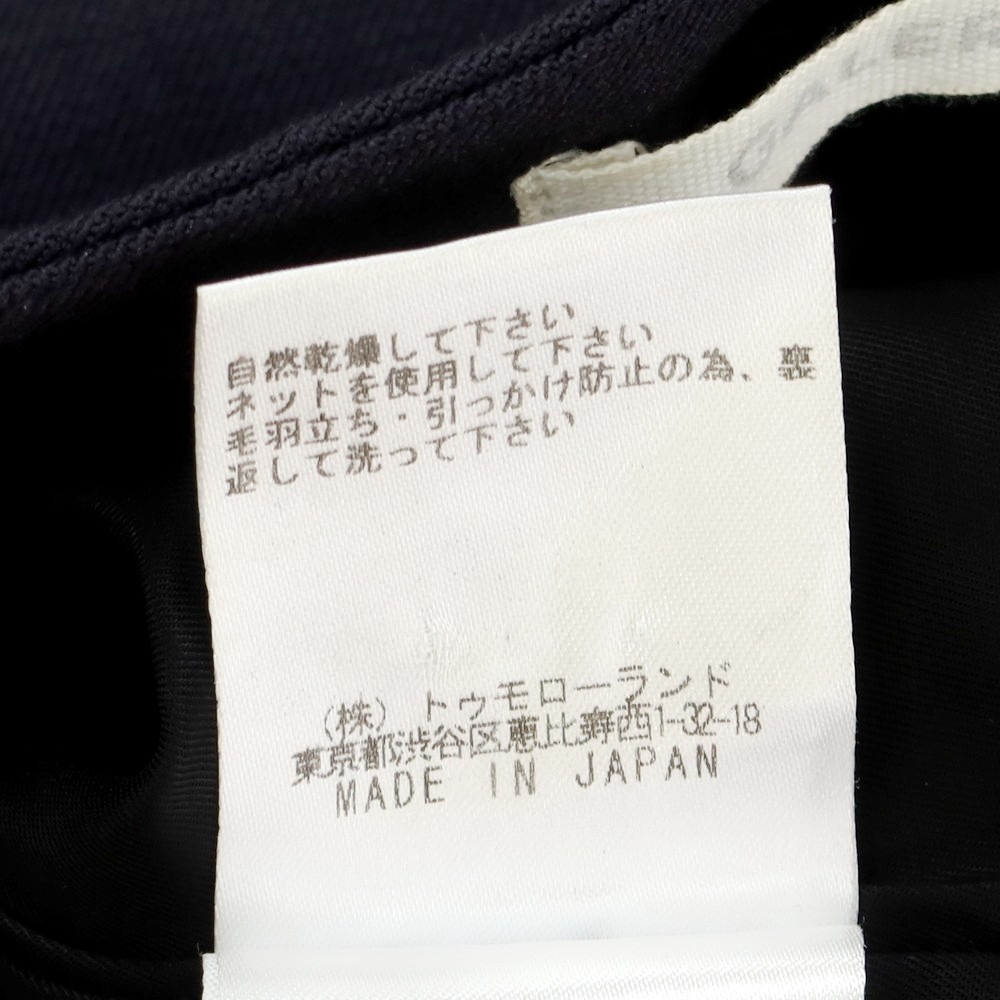 自然乾燥して下さい
ネットを使用して下さい
毛羽立ち・引っかけ防止の為、裏
返して洗って下さい
(株)トゥモローランド
東京都渋谷区恵比寿西1-32-18
MADE IN JAPAN